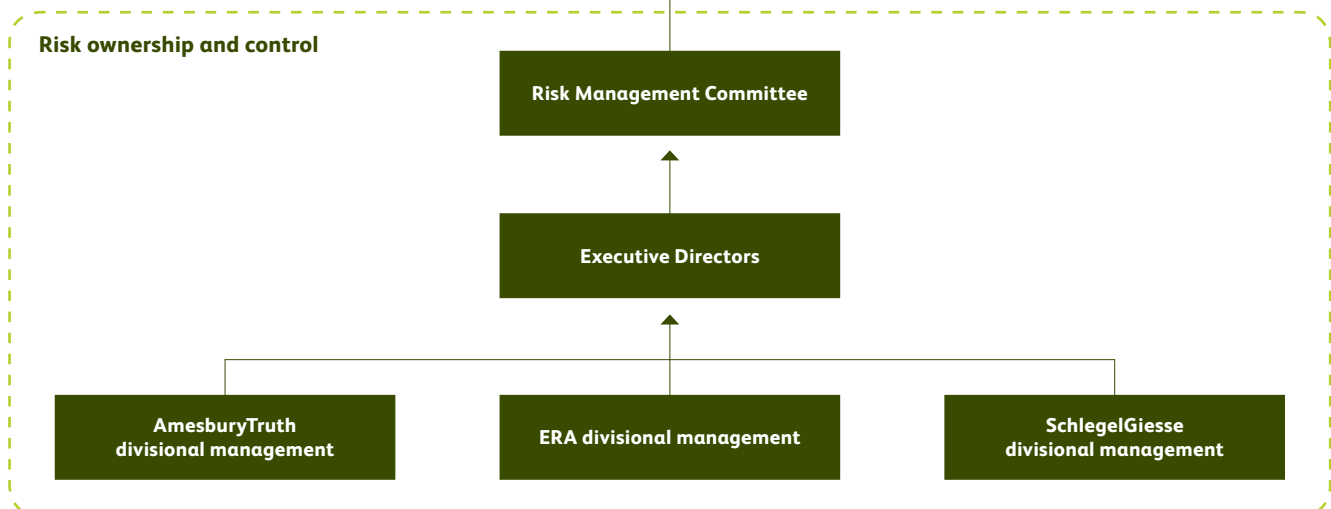 Risk ownership and control
Risk Management Committee
Executive Directors
AmesburyTruth
divisional management
ERA divisional management
SchlegelGiesse
divisional management